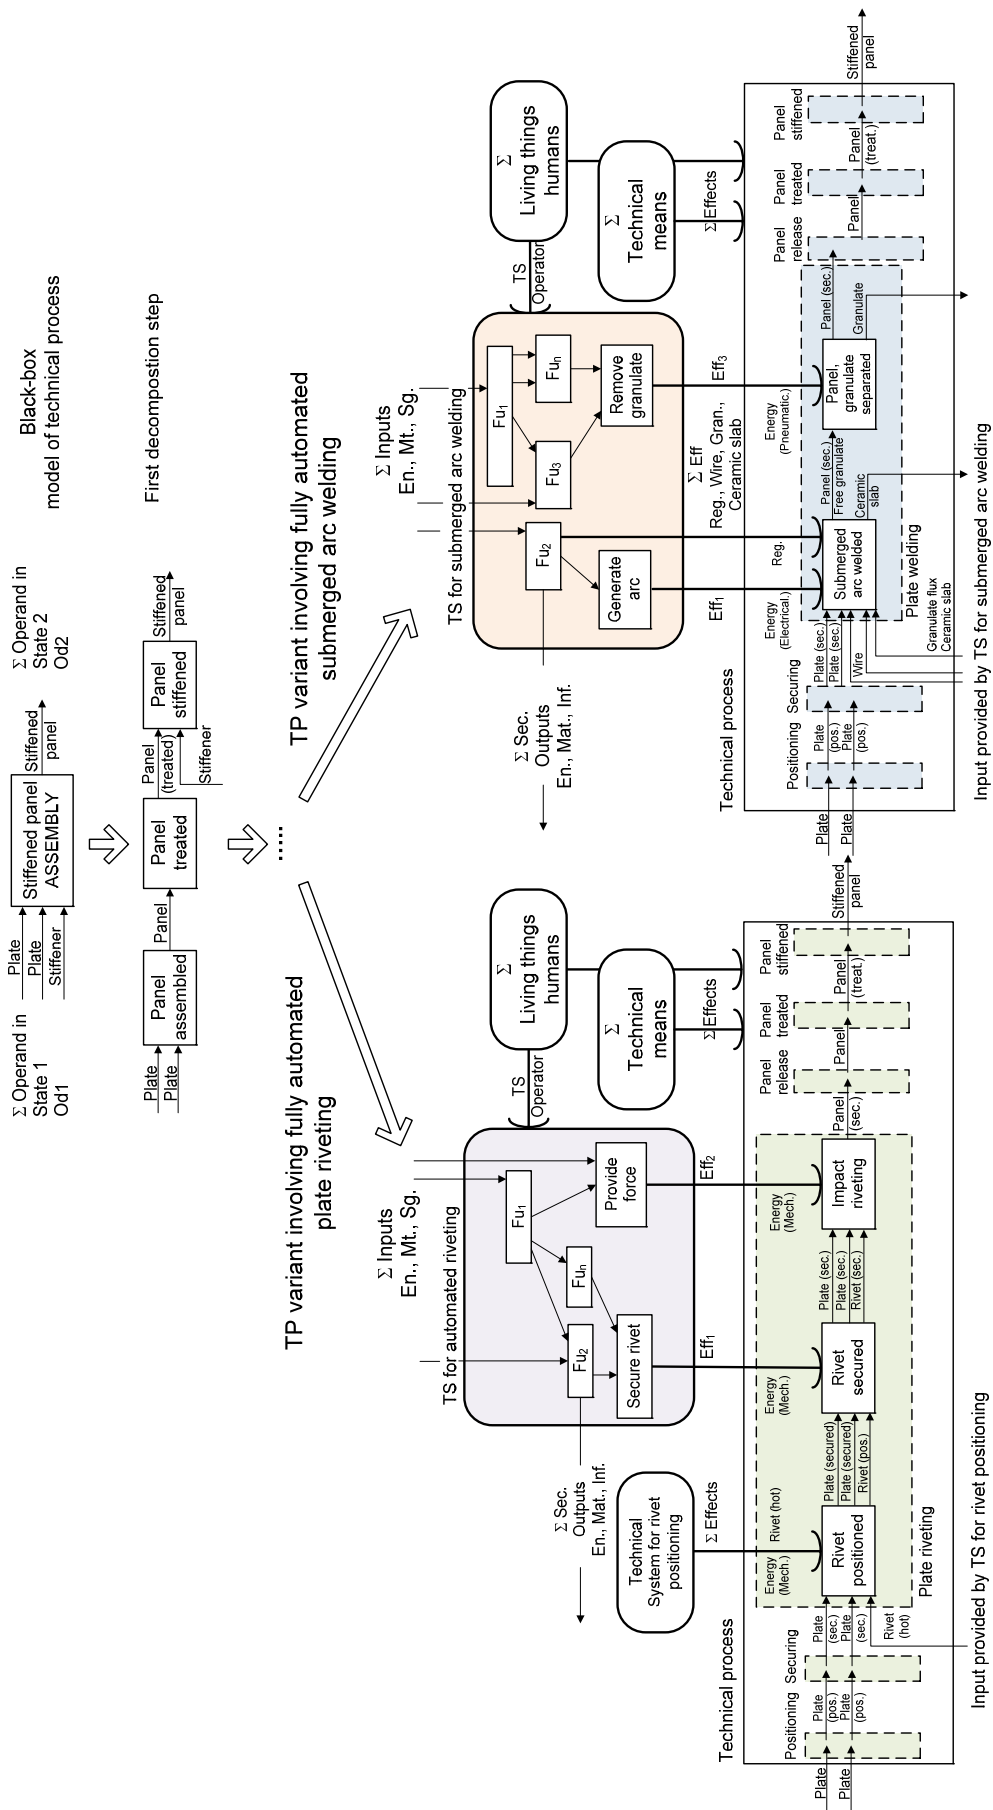 Black-box
model of technical process
Σ Operand in
State 1
Od1
Plate
Plate
Stiffener
Stiffened panel
ASSEMBLY
Stiffened
panel
Σ Operand in
State 2
Od2
First decompostion step
Plate
Plate
Panel
assembled
Panel
Panel
treated
Panel
(treated)
Stiffener
Panel
stiffened
Stiffened
panel
.....
TP variant involving fully automated
plate riveting
Σ Inputs
En., Mt., Sg.
TS for automated riveting
Fu1
Fu2
Fun
Secure rivet
Provide
force
TS
Operator
Σ
Living things
humans
Σ
Technical
means
Σ Effects
Σ Sec.
Outputs
En., Mat., Inf.
Technical
System for rivet
positioning
Σ Effects
Eff1
Eff2
Technical process
Plate
Plate
Positioning
Plate
(pos.)
Plate
(pos.)
Securing
Plate
(sec.)
Plate
(sec.)
Rivet
(hot)
Energy
(Mech.)
Rivet (hot)
Rivet
positioned
Plate (secured)
Plate (secured)
Rivet (pos.)
Energy
(Mech.)
Rivet
secured
Plate (sec.)
Plate (sec.)
Rivet (sec.)
Energy
(Mech.)
Impact
riveting
Plate riveting
Panel
(sec.)
Panel
release
Panel
Panel
treated
Panel
(treat.)
Panel
stiffened
Stiffened
panel
Input provided by TS for rivet positioning
TP variant involving fully automated
submerged arc welding
Σ Inputs
En., Mt., Sg.
TS for submerged arc welding
Fu1
Fu2
Fu3
Fun
Generate
arc
Remove
granulate
TS
Operator
Σ
Living things
humans
Σ
Technical
means
Σ Effects
Σ Sec.
Outputs
En., Mat., Inf.
Eff1
Σ Eff
Reg., Wire, Gran.,
Ceramic slab
Eff3
Technical process
Plate
Plate
Positioning
Plate
(pos.)
Plate
(pos.)
Securing
Plate (sec.)
Plate (sec.)
Wire
Granulate flux
Ceramic slab
Energy
(Electrical.)
Reg.
Submerged
arc welded
Panel (sec.)
Free granulate
Ceramic
slab
Energy
(Pneumatic.)
Panel,
granulate
separated
Plate welding
Panel (sec.)
Granulate
Panel
release
Panel
Panel
treated
Panel
(treat.)
Panel
stiffened
Stiffened
panel
Input provided by TS for submerged arc welding